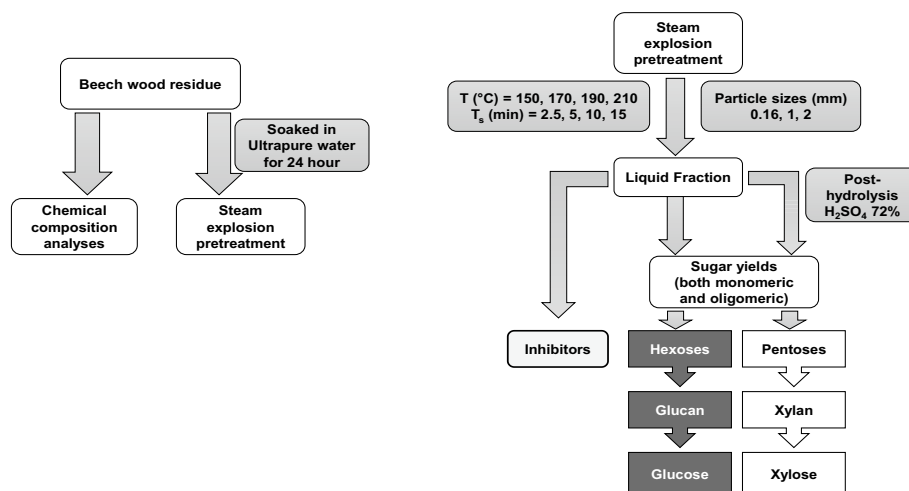 Beech wood residue
Soaked in
Ultrapure water
for 24 hour
Chemical
composition
analyses
Steam
explosion
pretreatment
Steam
explosion
pretreatment
T (°C) = 150, 170, 190, 210
Tₛ (min) = 2.5, 5, 10, 15
Particle sizes (mm)
0.16, 1, 2
Liquid Fraction
Post-
hydrolysis
H₂SO₄ 72%
Sugar yields
(both monomeric
and oligomeric)
Inhibitors
Hexoses
Pentoses
Glucan
Xylan
Glucose
Xylose